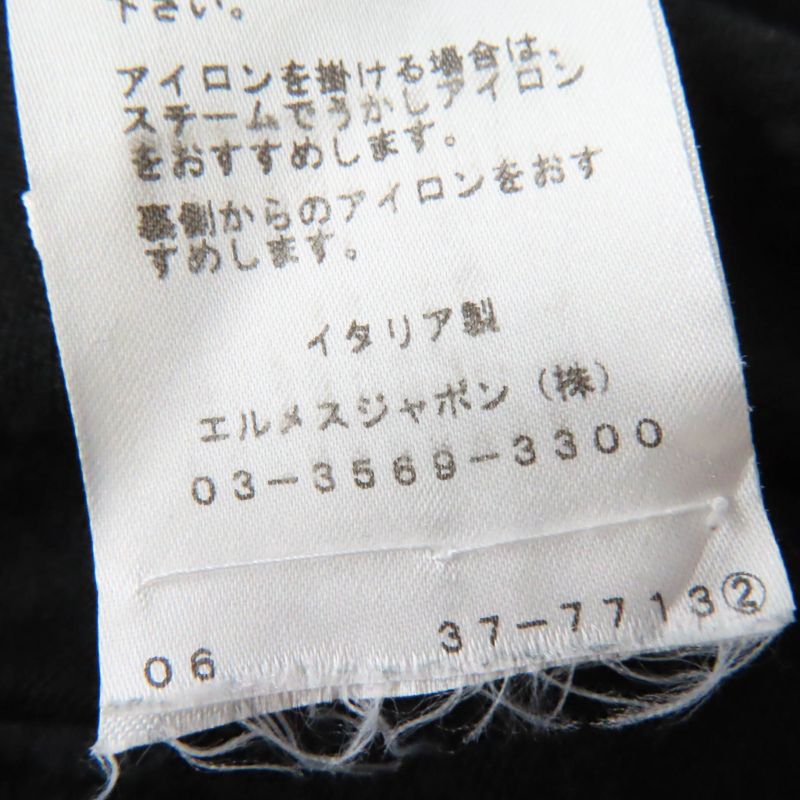 下さい。
アイロンを掛ける場合は、
スチームでうかしアイロン
をおすすめします。
裏側からのアイロンをおす
すめします。
イタリア製
エルメスジャポン（株）
03-3569-3300
06 37-7713②